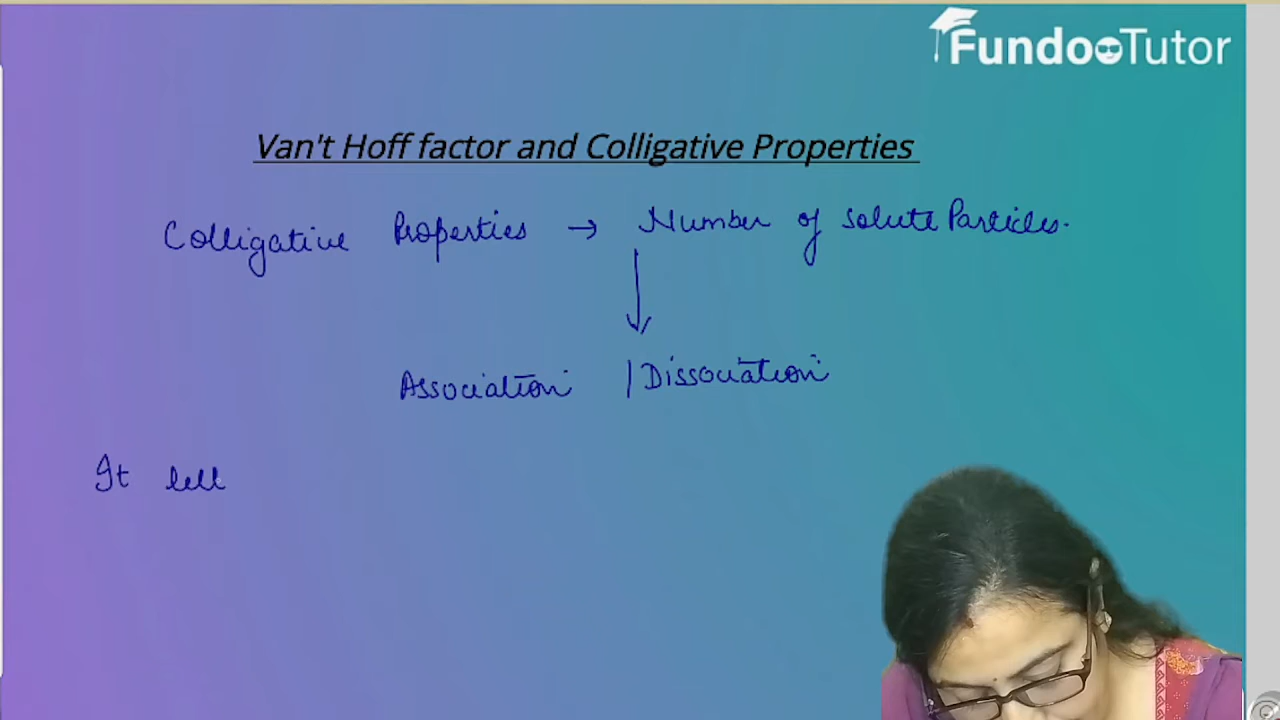 FundooTutor
Van't Hoff factor and Colligative Properties
Colligative Properties → Number of solute Particles.
Association / Dissociation
It tell